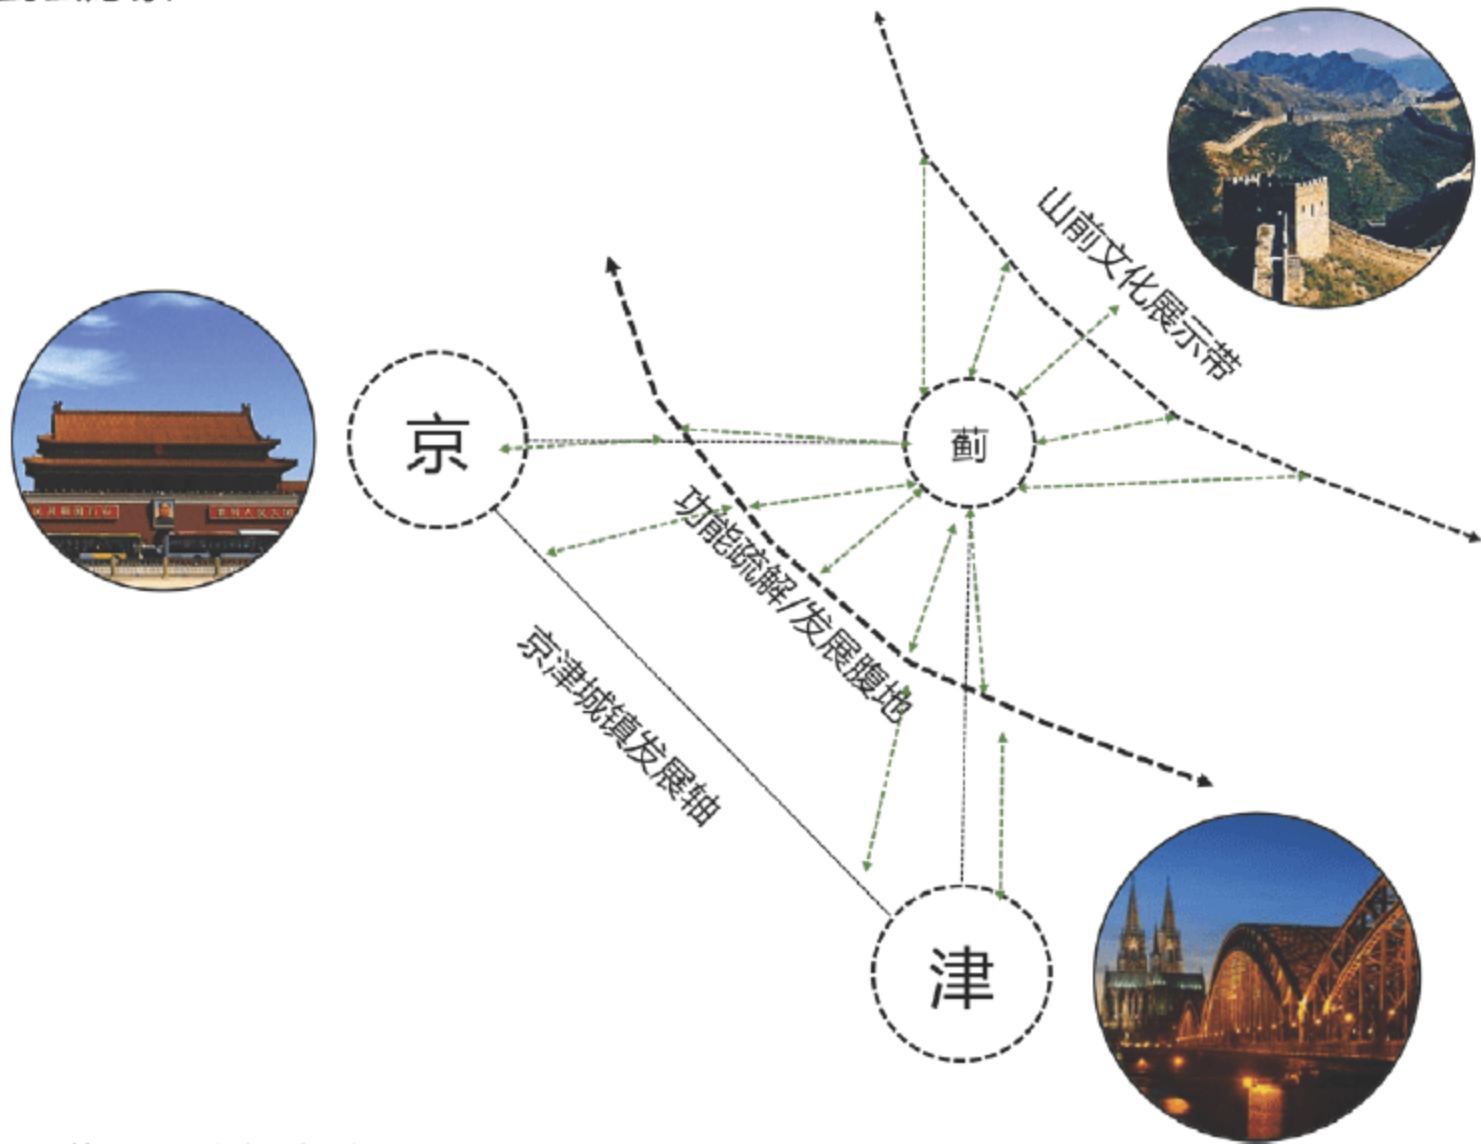 山前文化展示带
京
蓟
功能疏解/发展腹地
京津城镇发展轴
津